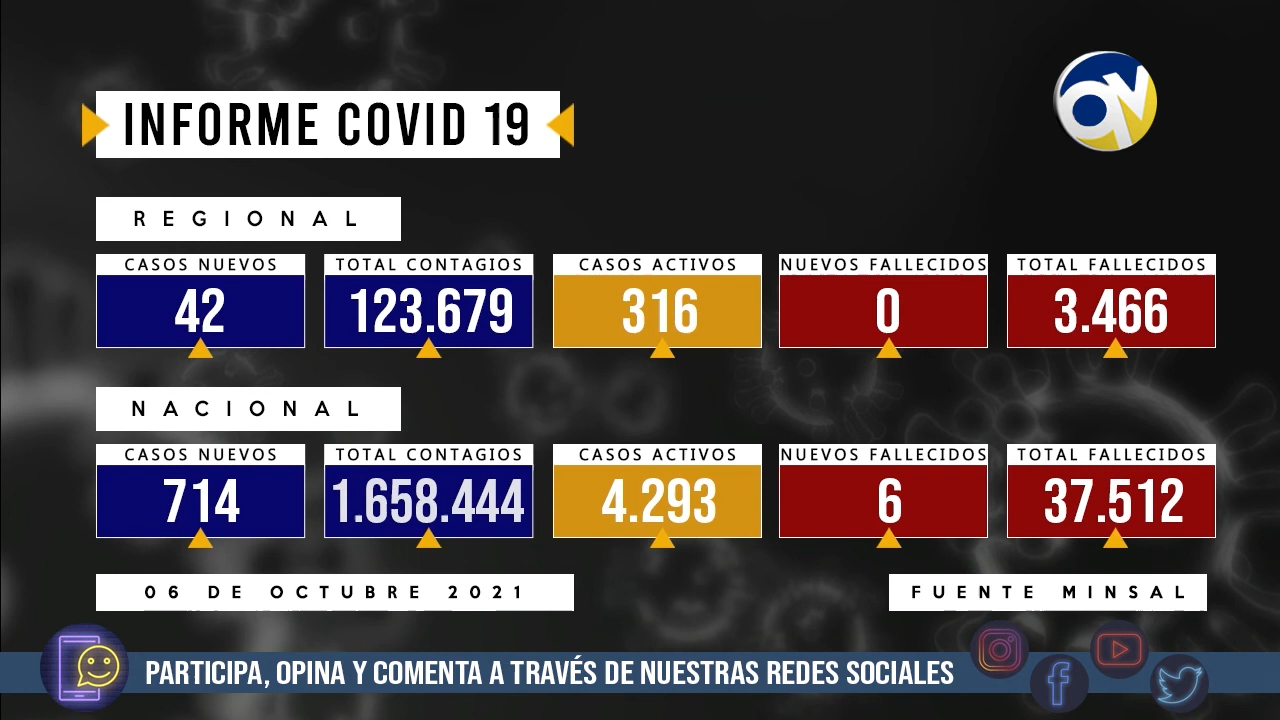 INFORME COVID 19
REGIONAL
CASOS NUEVOS TOTAL CONTAGIOS CASOS ACTIVOS NUEVOS FALLECIDOS TOTAL FALLECIDOS
42 123.679 316 0 3.466
NACIONAL
CASOS NUEVOS TOTAL CONTAGIOS CASOS ACTIVOS NUEVOS FALLECIDOS TOTAL FALLECIDOS
714 1.658.444 4.293 6 37.512
06 DE OCTUBRE 2021 FUENTE MINSAL
PARTICIPA, OPINA Y COMENTA A TRAVÉS DE NUESTRAS REDES SOCIALES